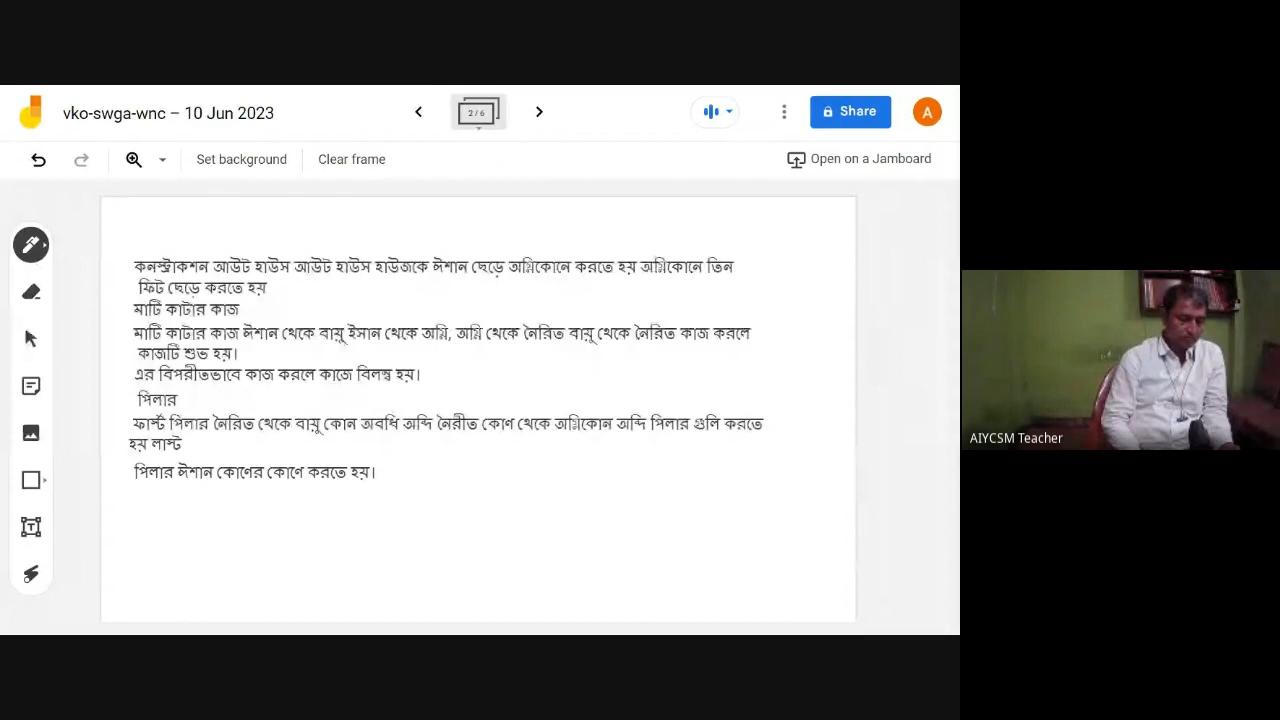 vko-swga-wnc – 10 Jun 2023
2 / 6
Share
A
Set background
Clear frame
Open on a Jamboard
কনস্ট্রাকশন আউট হাউস আউট হাউস হাউজকে ঈশান ছেড়ে অগ্নিকোনে করতে হয় অগ্নিকোনে তিন
ফিট ছেড়ে করতে হয়
মাটি কাটার কাজ
মাটি কাটার কাজ ঈশান থেকে বায়ু ইসান থেকে অগ্নি, অগ্নি থেকে নৈরিত বায়ু থেকে নৈরিত কাজ করলে
কাজটি শুভ হয়।
এর বিপরীতভাবে কাজ করলে কাজে বিলম্ব হয়।
পিলার
ফার্স্ট পিলার নৈরিত থেকে বায়ু কোন অবধি অব্দি নৈরীত কোণ থেকে অগ্নিকোন অব্দি পিলার গুলি করতে
হয় লাস্ট
পিলার ঈশান কোণের কোণে করতে হয়।
AIYCSM Teacher